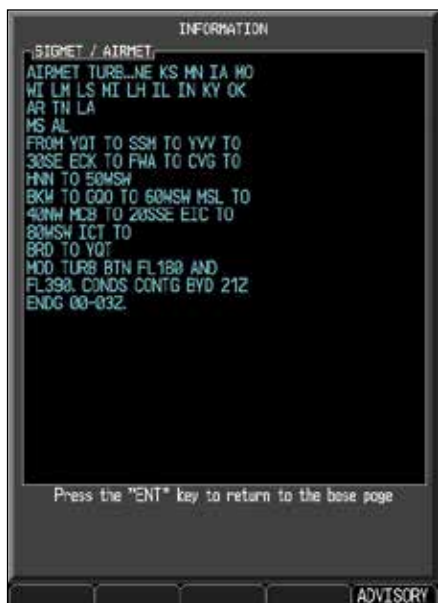 INFORMATION
SIGMET / AIRMET
AIRMET TURB...NE KS MN IA MO
WI LM LS MI LH IL IN KY OK
AR TN LA
MS AL
FROM YQT TO SSM TO YVV TO
30SE ECK TO FWA TO CVG TO
HNN TO 50WSW
BKW TO GQO TO 60WSW MSL TO
40NW MCB TO 20SSE EIC TO
80WSW ICT TO
BRD TO YQT
MOD TURB BTN FL180 AND
FL390. CONDS CONTG BYD 21Z
ENDG 00-03Z.
Press the "ENT" key to return to the base page
ADVISORY